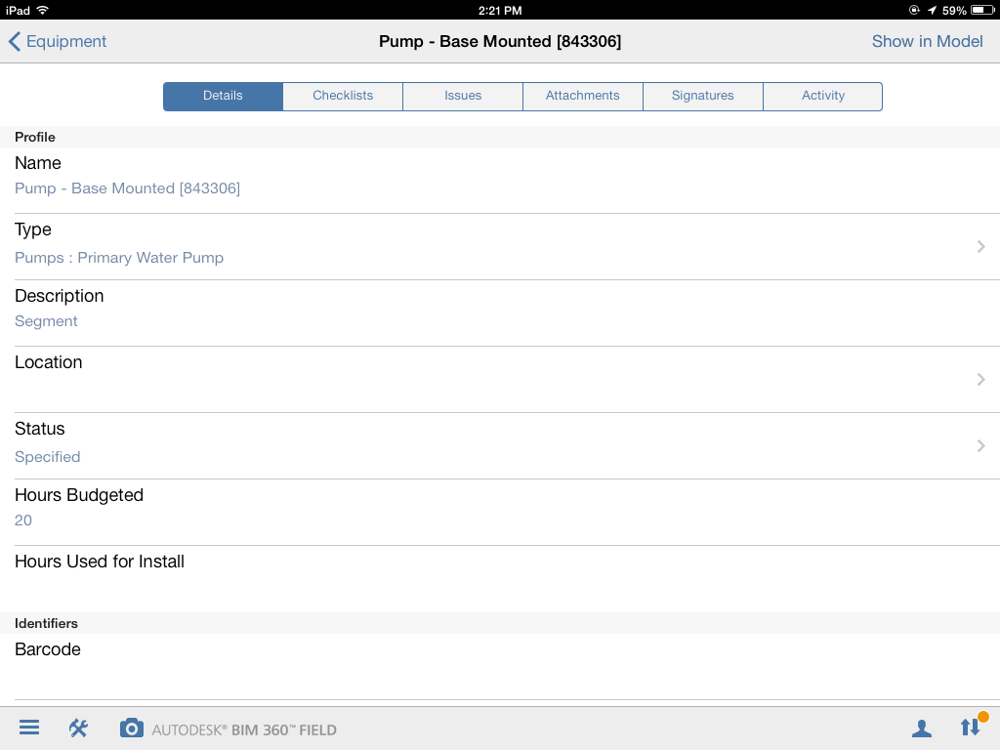 iPad 2:21 PM 59%
Equipment Pump - Base Mounted [843306] Show in Model
Details Checklists Issues Attachments Signatures Activity
Profile
Name
Pump - Base Mounted [843306]
Type
Pumps : Primary Water Pump
Description
Segment
Location
Status
Specified
Hours Budgeted
20
Hours Used for Install
Identifiers
Barcode
AUTODESK® BIM 360™ FIELD